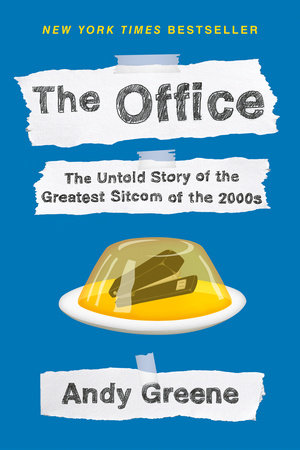 NEW YORK TIMES BESTSELLER
The Office
The Untold Story of the
Greatest Sitcom of the 2000s
Andy Greene